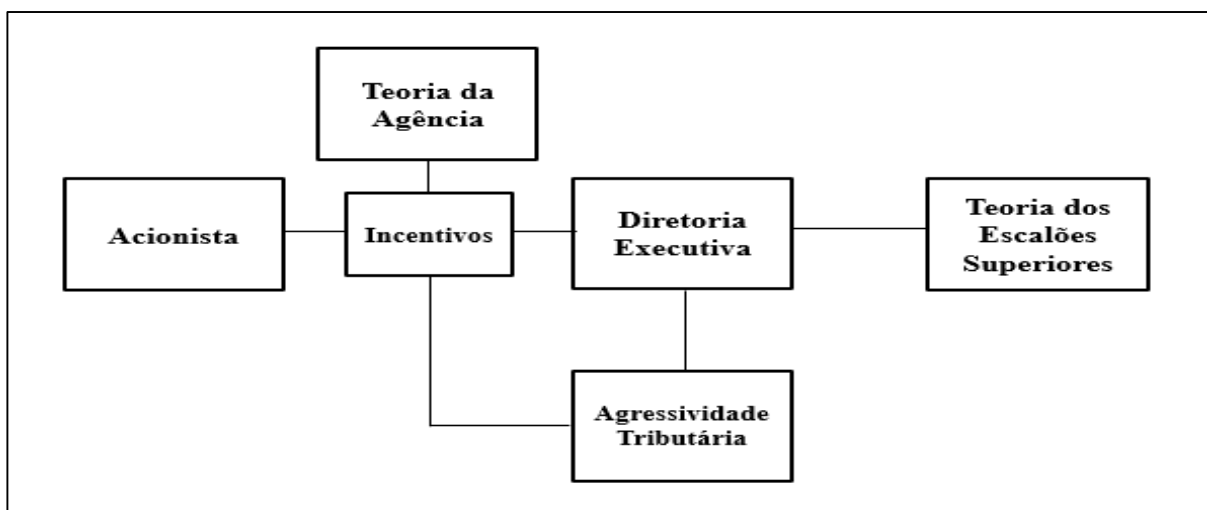 Teoria da
Agência
Acionista
Incentivos
Diretoria
Executiva
Teoria dos
Escalões
Superiores
Agressividade
Tributária